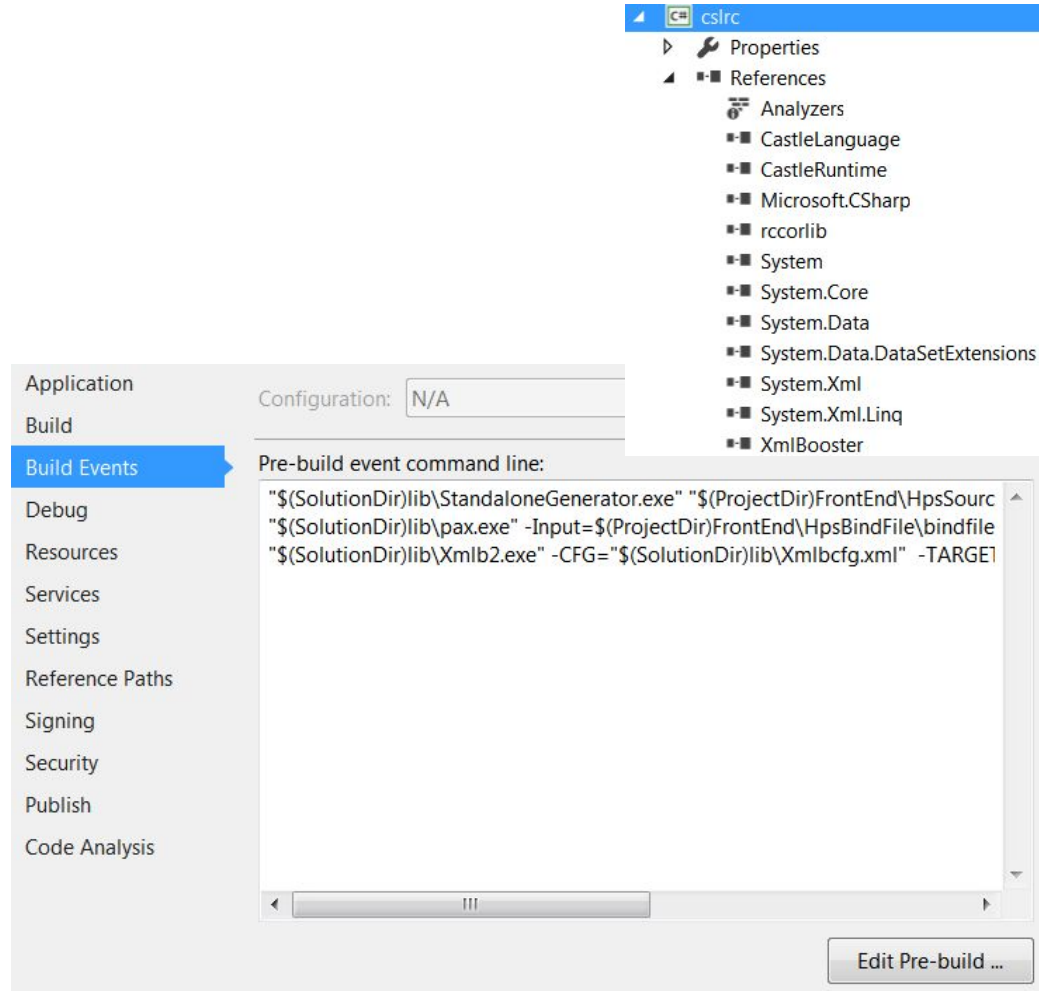 C# cslrc
Properties
References
Analyzers
CastleLanguage
CastleRuntime
Microsoft.CSharp
rccorlib
System
System.Core
System.Data
System.Data.DataSetExtensions
System.Xml
System.Xml.Linq
XmlBooster
Application
Build
Build Events
Debug
Resources
Services
Settings
Reference Paths
Signing
Security
Publish
Code Analysis
Configuration: N/A
Pre-build event command line:
"$(SolutionDir)lib\StandaloneGenerator.exe" "$(ProjectDir)FrontEnd\HpsSourc
"$(SolutionDir)lib\pax.exe" -Input=$(ProjectDir)FrontEnd\HpsBindFile\bindfile
"$(SolutionDir)lib\Xmlb2.exe" -CFG="$(SolutionDir)lib\Xmlbcfg.xml" -TARGET
Edit Pre-build ...